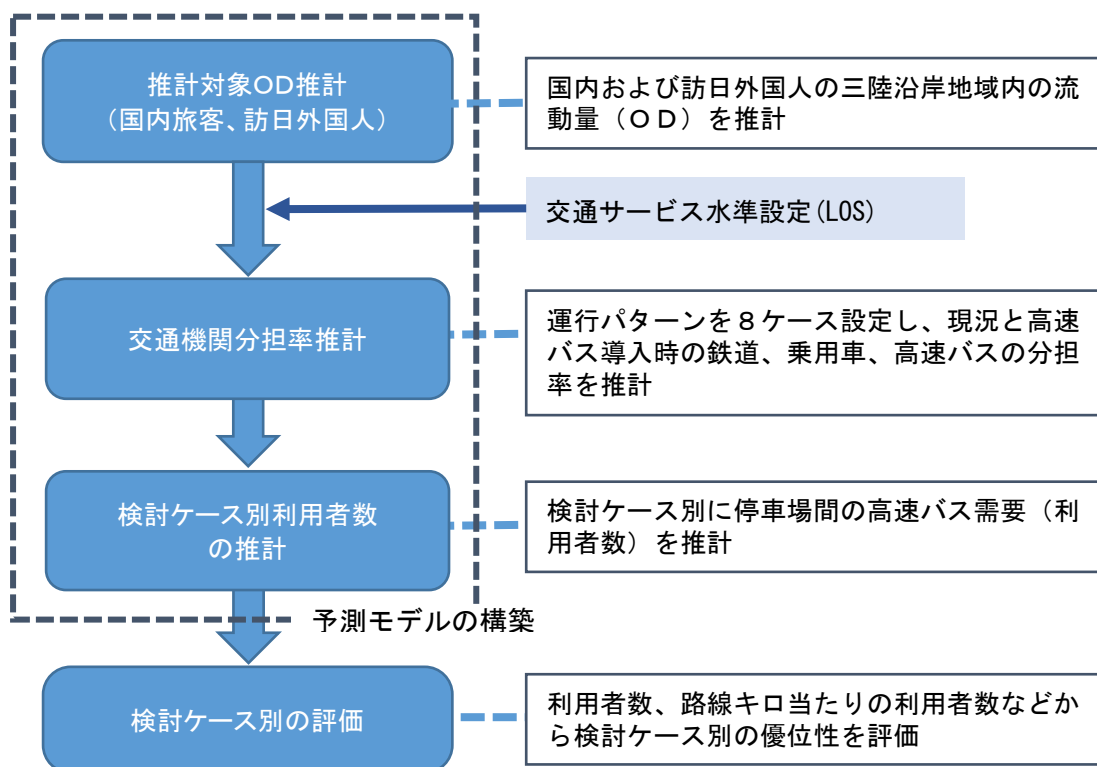 推計対象OD推計
(国内旅客、訪日外国人)
国内および訪日外国人の三陸沿岸地域内の流
動量（ＯＤ）を推計
交通サービス水準設定(LOS)
交通機関分担率推計
運行パターンを８ケース設定し、現況と高速
バス導入時の鉄道、乗用車、高速バスの分担
率を推計
検討ケース別利用者数
の推計
検討ケース別に停車場間の高速バス需要（利
用者数）を推計
予測モデルの構築
検討ケース別の評価
利用者数、路線キロ当たりの利用者数などか
ら検討ケース別の優位性を評価